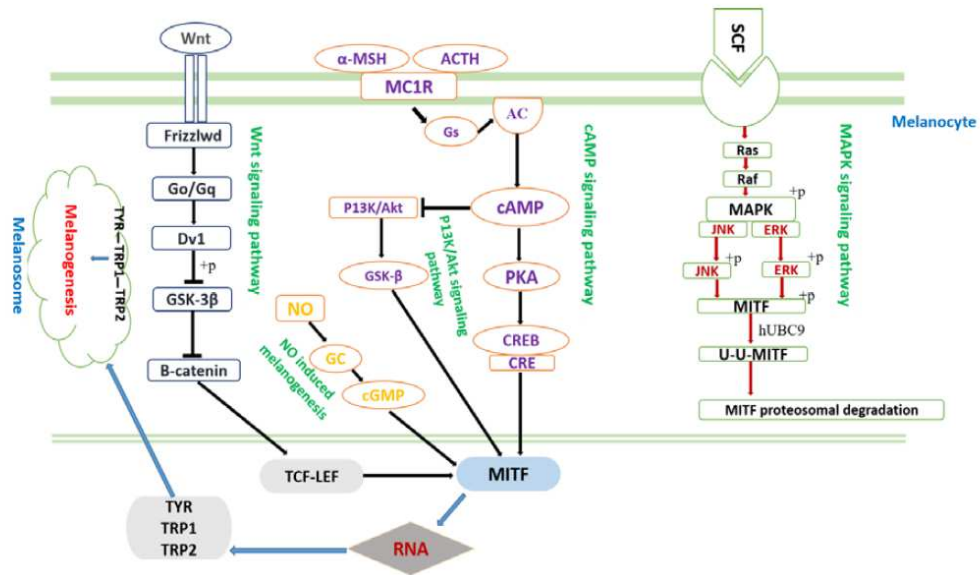 Wnt
Frizzlwd
Go/Gq
Dv1
+p
GSK-3β
B-catenin
Wnt signaling pathway
TCF-LEF
Melanosome
Melanogenesis
TYR—TRP1—TRP2
α-MSH
ACTH
MC1R
Gs
AC
cAMP
P13K/Akt
GSK-β
P13K/Akt signaling
pathway
PKA
CREB
CRE
cAMP signaling pathway
NO
GC
cGMP
NO induced
melanogenesis
MITF
RNA
TYR
TRP1
TRP2
SCF
Melanocyte
Ras
Raf
+p
MAPK
JNK
ERK
+p
+p
JNK
ERK
+p
MITF
hUBC9
U-U-MITF
MITF proteosomal degradation
MAPK signaling pathway